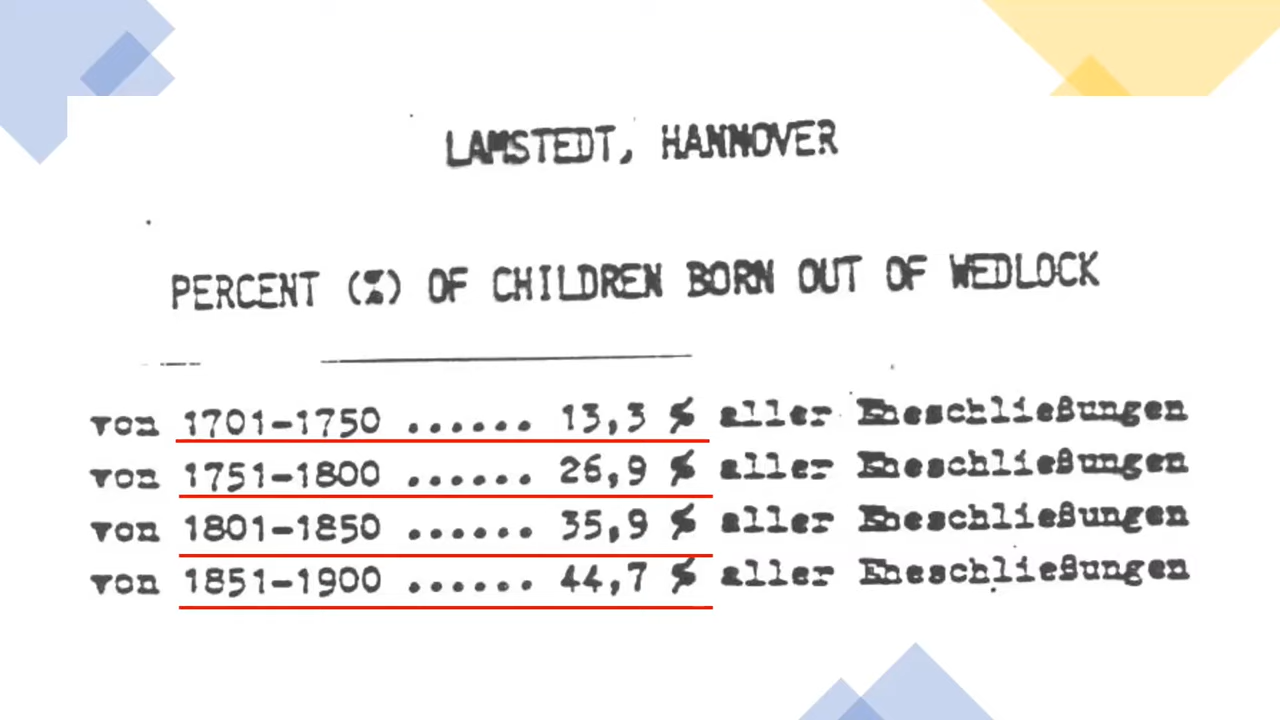 LAMSTEDT, HANNOVER
PERCENT (%) OF CHILDREN BORN OUT OF WEDLOCK
von 1701-1750 ...... 13,3 % aller Eheschließungen
von 1751-1800 ...... 26,9 % aller Eheschließungen
von 1801-1850 ...... 35,9 % aller Eheschließungen
von 1851-1900 ...... 44,7 % aller Eheschließungen